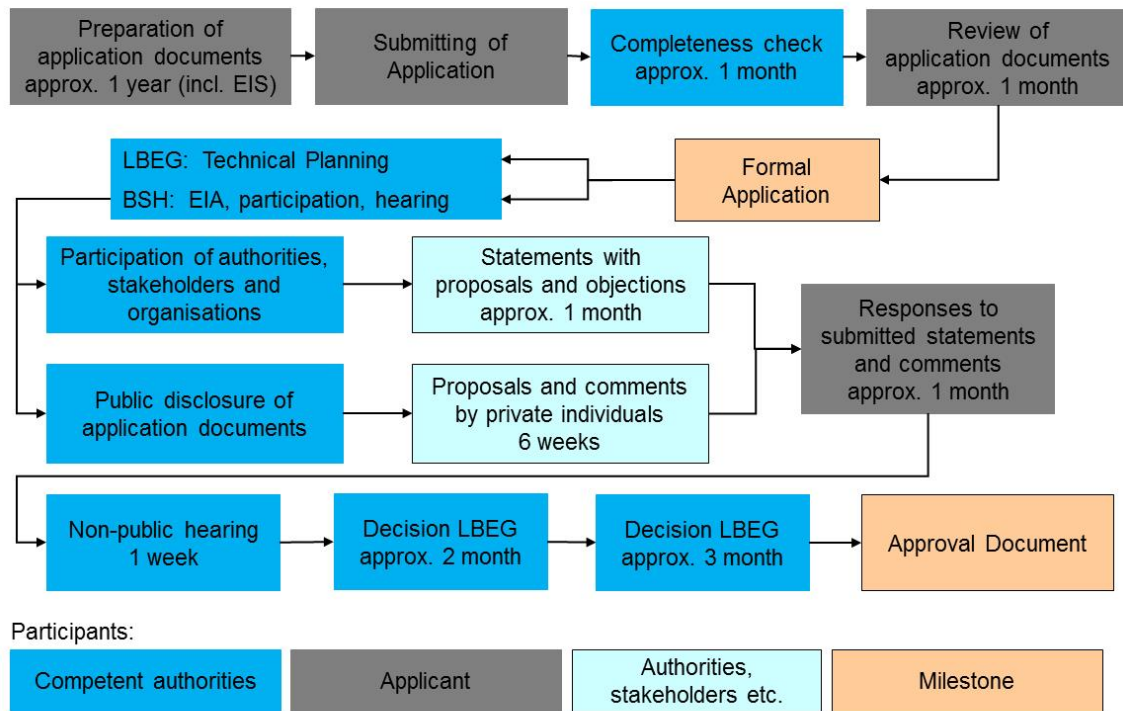 Preparation of
application documents
approx. 1 year (incl. EIS)
Submitting of
Application
Completeness check
approx. 1 month
Review of
application documents
approx. 1 month
LBEG: Technical Planning
BSH: EIA, participation, hearing
Formal
Application
Participation of authorities,
stakeholders and
organisations
Statements with
proposals and objections
approx. 1 month
Responses to
submitted statements
and comments
approx. 1 month
Public disclosure of
application documents
Proposals and comments
by private individuals
6 weeks
Non-public hearing
1 week
Decision LBEG
approx. 2 month
Decision LBEG
approx. 3 month
Approval Document
Participants:
Competent authorities
Applicant
Authorities,
stakeholders etc.
Milestone